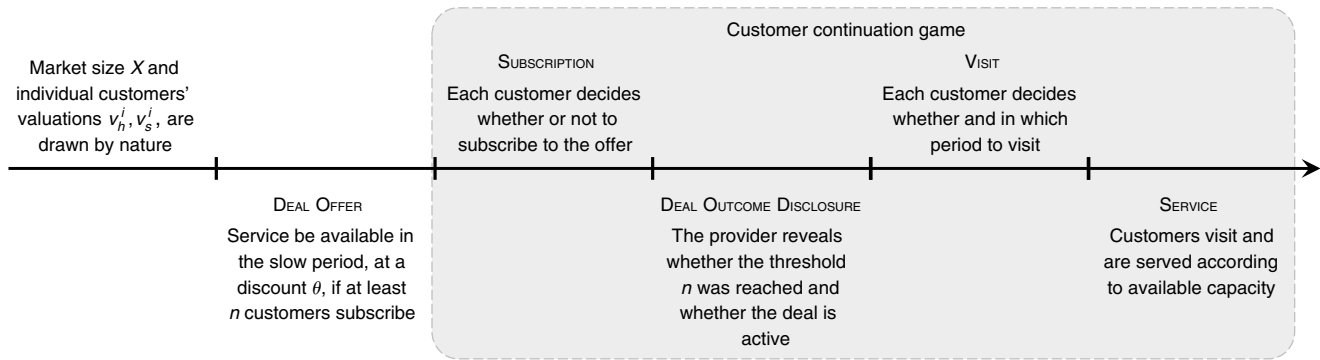 Customer continuation game
Market size X and
individual customers'
valuations v_h^i, v_s^i, are
drawn by nature
SUBSCRIPTION
Each customer decides
whether or not to
subscribe to the offer
VISIT
Each customer decides
whether and in which
period to visit
DEAL OFFER
Service be available in
the slow period, at a
discount θ, if at least
n customers subscribe
DEAL OUTCOME DISCLOSURE
The provider reveals
whether the threshold
n was reached and
whether the deal is
active
SERVICE
Customers visit and
are served according
to available capacity